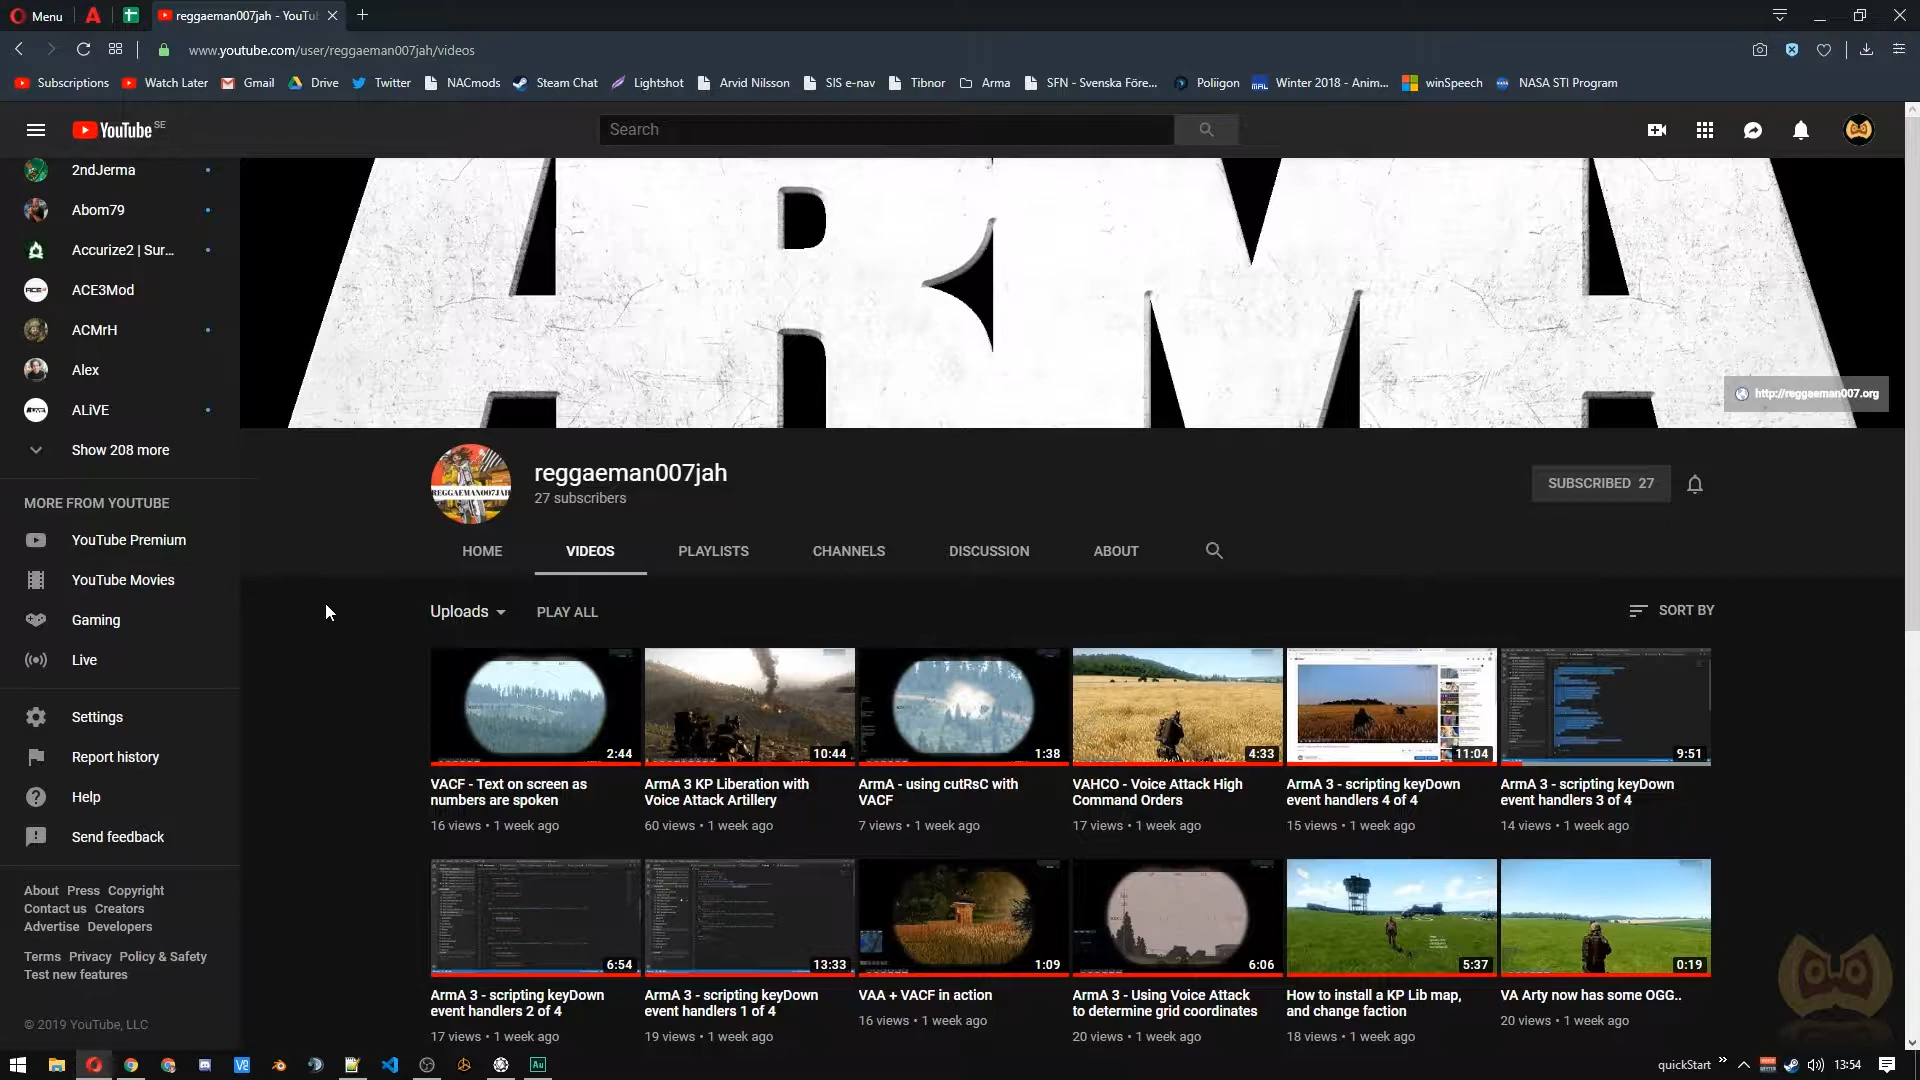 Menu
reggaeman007jah - YouTu
www.youtube.com/user/reggaeman007jah/videos
Subscriptions Watch Later Gmail Drive Twitter NACmods Steam Chat Lightshot Arvid Nilsson SIS e-nav Tibnor Arma SFN - Svenska Före... Poliigon Winter 2018 - Anim... winSpeech NASA STI Program
YouTube SE
Search
2ndJerma
Abom79
Accurize2 | Sur...
ACE3Mod
ACMrH
Alex
ALiVE
Show 208 more
MORE FROM YOUTUBE
YouTube Premium
YouTube Movies
Gaming
Live
Settings
Report history
Help
Send feedback
About Press Copyright
Contact us Creators
Advertise Developers
Terms Privacy Policy & Safety
Test new features
© 2019 YouTube, LLC
ARMA
http://reggaeman007.org
REGGAEMAN007JAH
reggaeman007jah
27 subscribers
SUBSCRIBED 27
HOME VIDEOS PLAYLISTS CHANNELS DISCUSSION ABOUT
Uploads PLAY ALL
SORT BY
2:44 10:44 1:38 4:33 11:04 9:51
VACF - Text on screen as
numbers are spoken
16 views • 1 week ago
ArmA 3 KP Liberation with
Voice Attack Artillery
60 views • 1 week ago
ArmA - using cutRsC with
VACF
7 views • 1 week ago
VAHCO - Voice Attack High
Command Orders
17 views • 1 week ago
ArmA 3 - scripting keyDown
event handlers 4 of 4
15 views • 1 week ago
ArmA 3 - scripting keyDown
event handlers 3 of 4
14 views • 1 week ago
6:54 13:33 1:09 6:06 5:37 0:19
ArmA 3 - scripting keyDown
event handlers 2 of 4
17 views • 1 week ago
ArmA 3 - scripting keyDown
event handlers 1 of 4
19 views • 1 week ago
VAA + VACF in action
16 views • 1 week ago
ArmA 3 - Using Voice Attack
to determine grid coordinates
20 views • 1 week ago
How to install a KP Lib map,
and change faction
18 views • 1 week ago
VA Arty now has some OGG..
20 views • 1 week ago
Au
quickStart
13:54